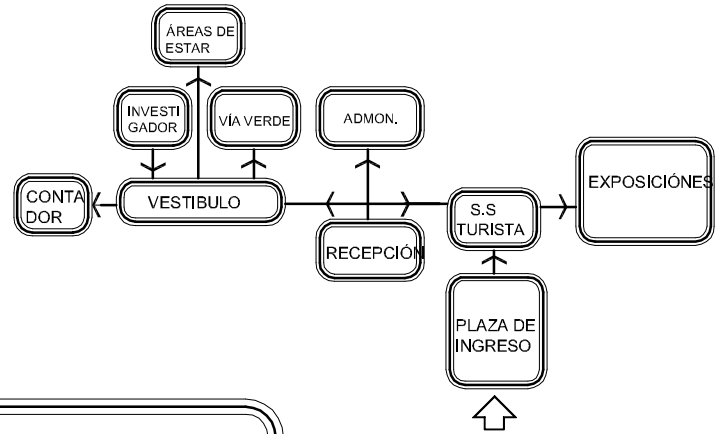 ÁREAS DE
ESTAR
INVESTI
GADOR
VÍA VERDE
ADMON.
CONTA
DOR
VESTIBULO
RECEPCIÓN
S.S
TURISTA
EXPOSICIÓNES
PLAZA DE
INGRESO